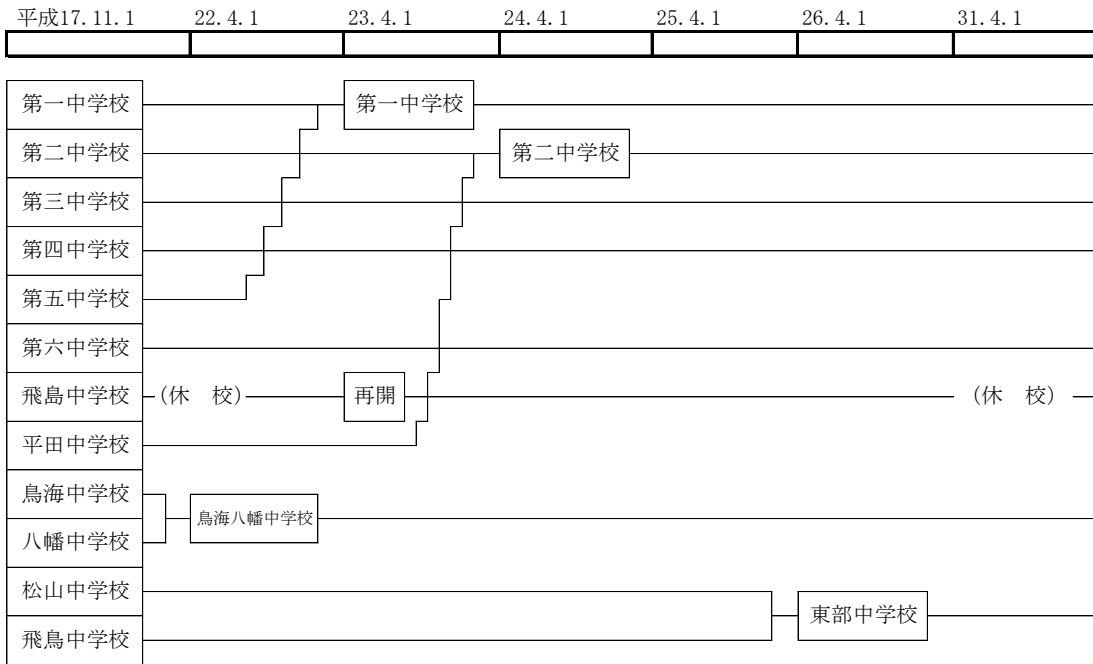 平成17.11.1 22.4.1 23.4.1 24.4.1 25.4.1 26.4.1 31.4.1
第一中学校 第一中学校
第二中学校 第二中学校
第三中学校
第四中学校
第五中学校
第六中学校
飛島中学校 (休 校) 再開 (休 校)
平田中学校
鳥海中学校
鳥海八幡中学校
八幡中学校
松山中学校
東部中学校
飛鳥中学校